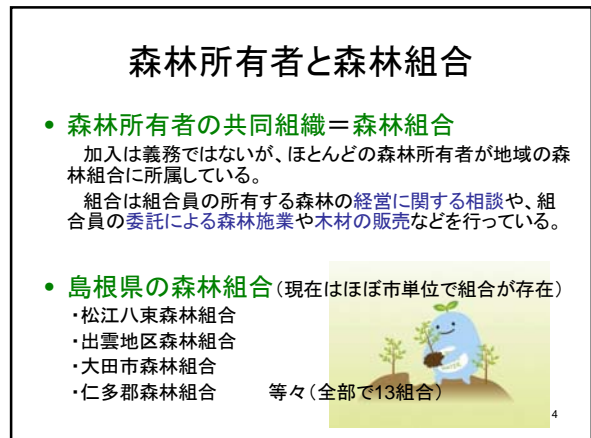 森林所有者と森林組合
• 森林所有者の共同組織＝森林組合
加入は義務ではないが、ほとんどの森林所有者が地域の森
林組合に所属している。
組合は組合員の所有する森林の経営に関する相談や、組
合員の委託による森林施業や木材の販売などを行っている。
• 島根県の森林組合(現在はほぼ市単位で組合が存在)
・松江八束森林組合
・出雲地区森林組合
・大田市森林組合
・仁多郡森林組合　　等々(全部で13組合)
4